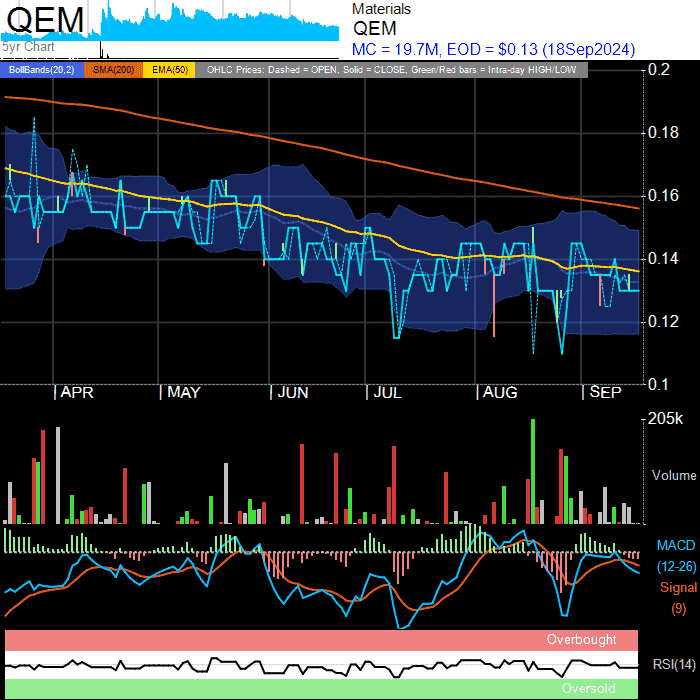 QEM
5yr Chart
Materials
QEM
MC = 19.7M, EOD = $0.13 (18Sep2024)
BollBands(20,2) SMA(200) EMA(50) OHLC Prices: Dashed = OPEN, Solid = CLOSE, Green/Red bars = Intra-day HIGH/LOW
0.2
0.18
0.16
0.14
0.12
0.1
APR MAY JUN JUL AUG SEP
205k
Volume
MACD
(12-26)
Signal
(9)
Overbought
RSI(14)
Oversold